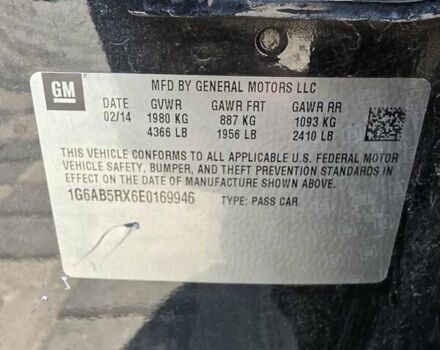 GM
MFD BY GENERAL MOTORS LLC
DATE GVWR GAWR FRT GAWR RR
02/14 1980 KG 887 KG 1093 KG
4366 LB 1956 LB 2410 LB
THIS VEHICLE CONFORMS TO ALL APPLICABLE U.S. FEDERAL MOTOR
VEHICLE SAFETY, BUMPER, AND THEFT PREVENTION STANDARDS IN
EFFECT ON THE DATE OF MANUFACTURE SHOWN ABOVE.
1G6AB5RX6E0169946 TYPE: PASS CAR